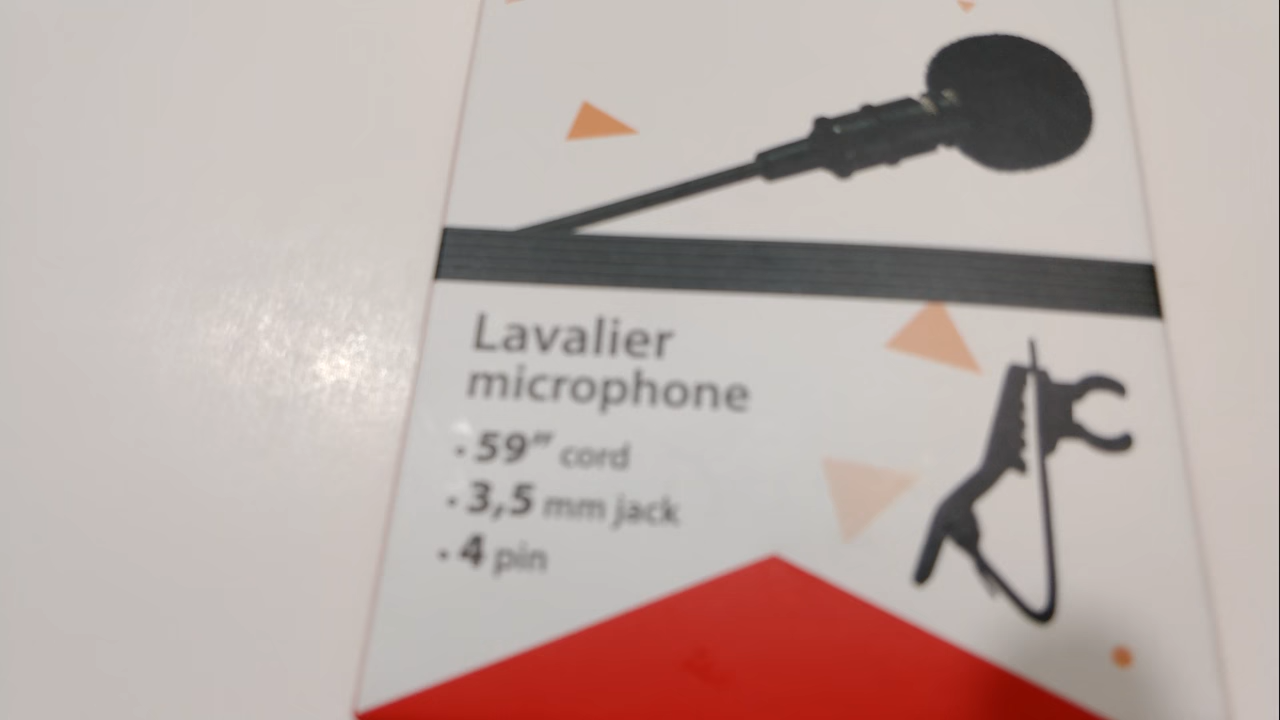 Lavalier
microphone
• 59” cord
• 3,5 mm jack
• 4 pin